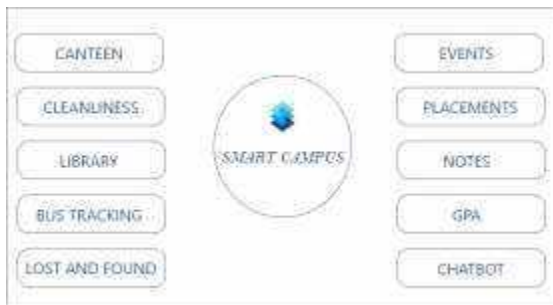 CANTEEN
CLEANLINESS
LIBRARY
BUS TRACKING
LOST AND FOUND
SMART CAMPUS
EVENTS
PLACEMENTS
NOTES
GPA
CHATBOT